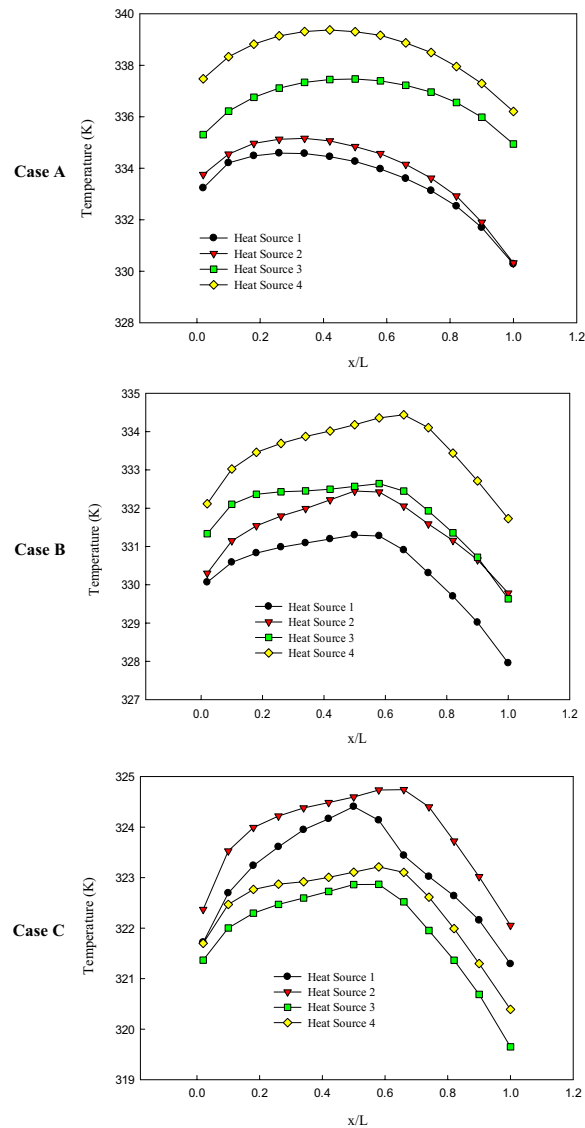 Case A
Temperature (K)
340
338
336
334
332
330
328
Heat Source 1
Heat Source 2
Heat Source 3
Heat Source 4
0.0 0.2 0.4 0.6 0.8 1.0 1.2
x/L
Case B
Temperature (K)
335
334
332
331
330
328
327
Heat Source 1
Heat Source 2
Heat Source 3
Heat Source 4
0.0 0.2 0.4 0.6 0.8 1.0 1.2
x/L
Case C
Temperature (K)
325
324
323
322
321
320
319
Heat Source 1
Heat Source 2
Heat Source 3
Heat Source 4
0.0 0.2 0.4 0.6 0.8 1.0 1.2
x/L